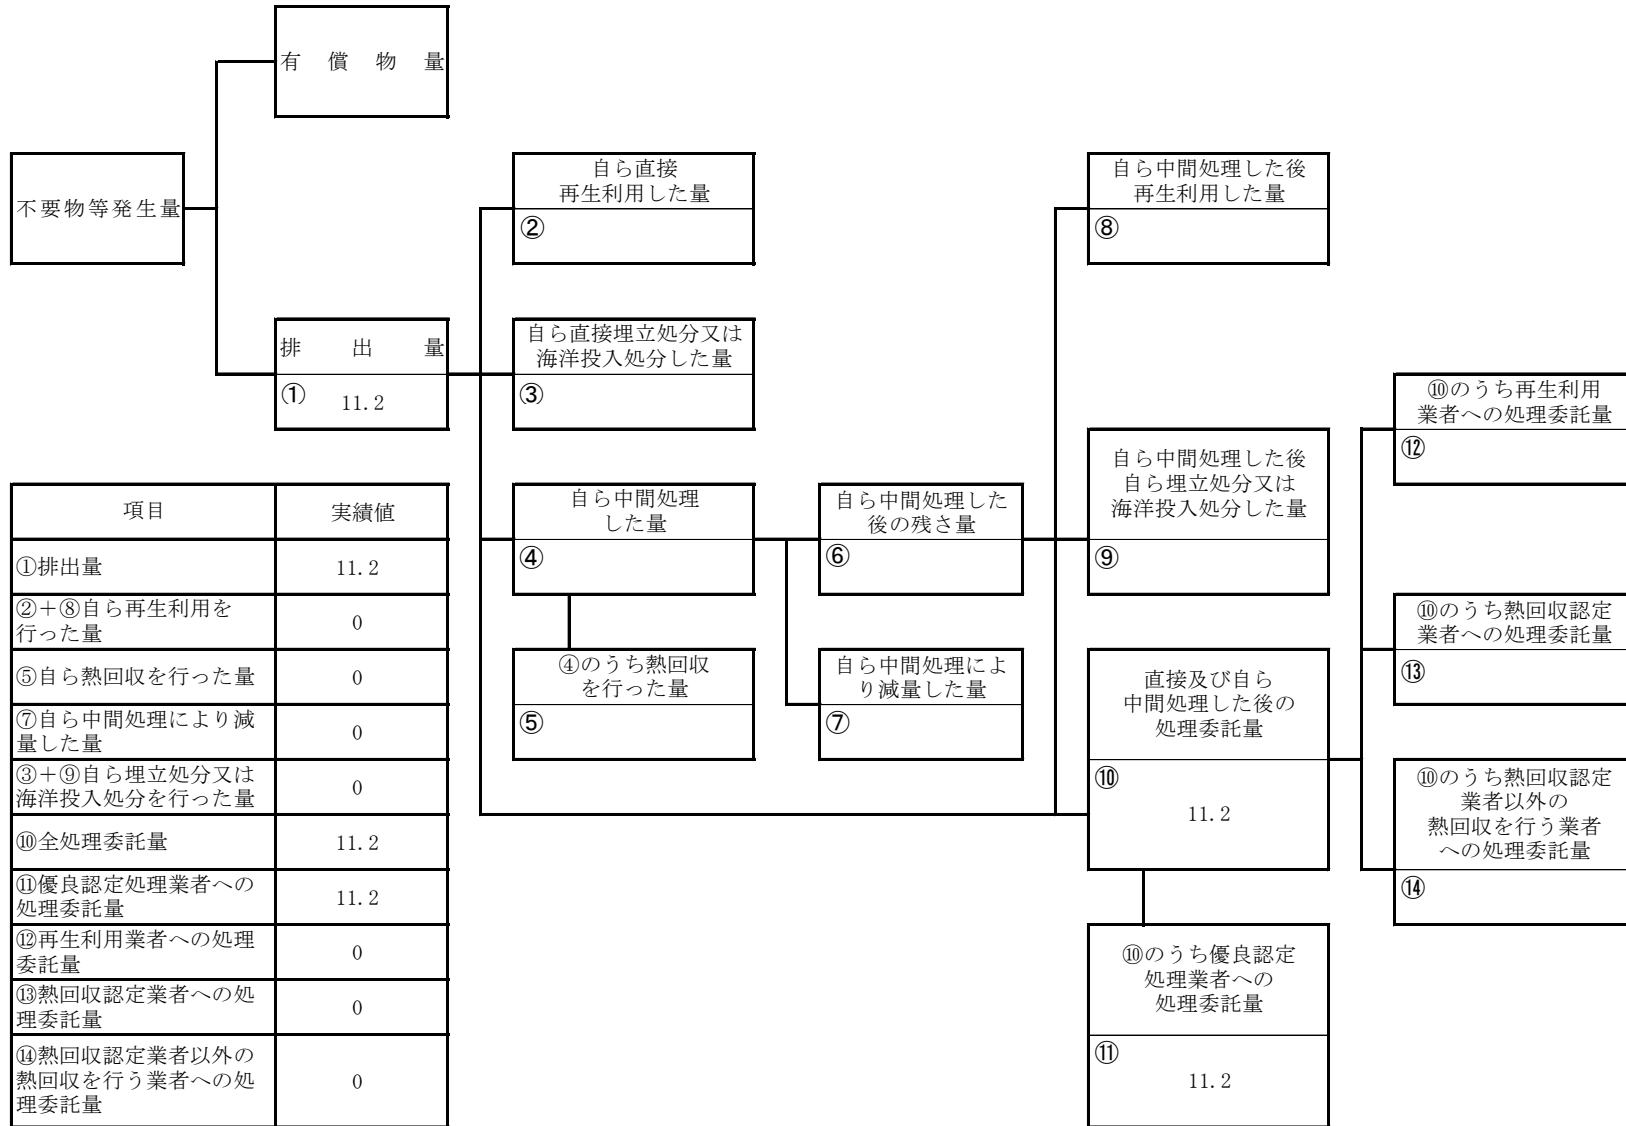 有償物量
不要物等発生量
排出量
① 11.2
自ら直接
再生利用した量
②
自ら直接埋立処分又は
海洋投入処分した量
③
自ら中間処理
した量
④
④のうち熱回収
を行った量
⑤
自ら中間処理した
後の残さ量
⑥
自ら中間処理によ
り減量した量
⑦
自ら中間処理した後
再生利用した量
⑧
自ら中間処理した後
自ら埋立処分又は
海洋投入処分した量
⑨
直接及び自ら
中間処理した後の
処理委託量
⑩
11.2
⑩のうち優良認定
処理業者への
処理委託量
⑪
11.2
⑩のうち再生利用
業者への処理委託量
⑫
⑩のうち熱回収認定
業者への処理委託量
⑬
⑩のうち熱回収認定
業者以外の
熱回収を行う業者
への処理委託量
⑭
項目 実績値
①排出量 11.2
②+⑧自ら再生利用を
行った量 0
⑤自ら熱回収を行った量 0
⑦自ら中間処理により減
量した量 0
③+⑨自ら埋立処分又は
海洋投入処分を行った量 0
⑩全処理委託量 11.2
⑪優良認定処理業者への
処理委託量 11.2
⑫再生利用業者への処理
委託量 0
⑬熱回収認定業者への処
理委託量 0
⑭熱回収認定業者以外の
熱回収を行う業者への処
理委託量 0